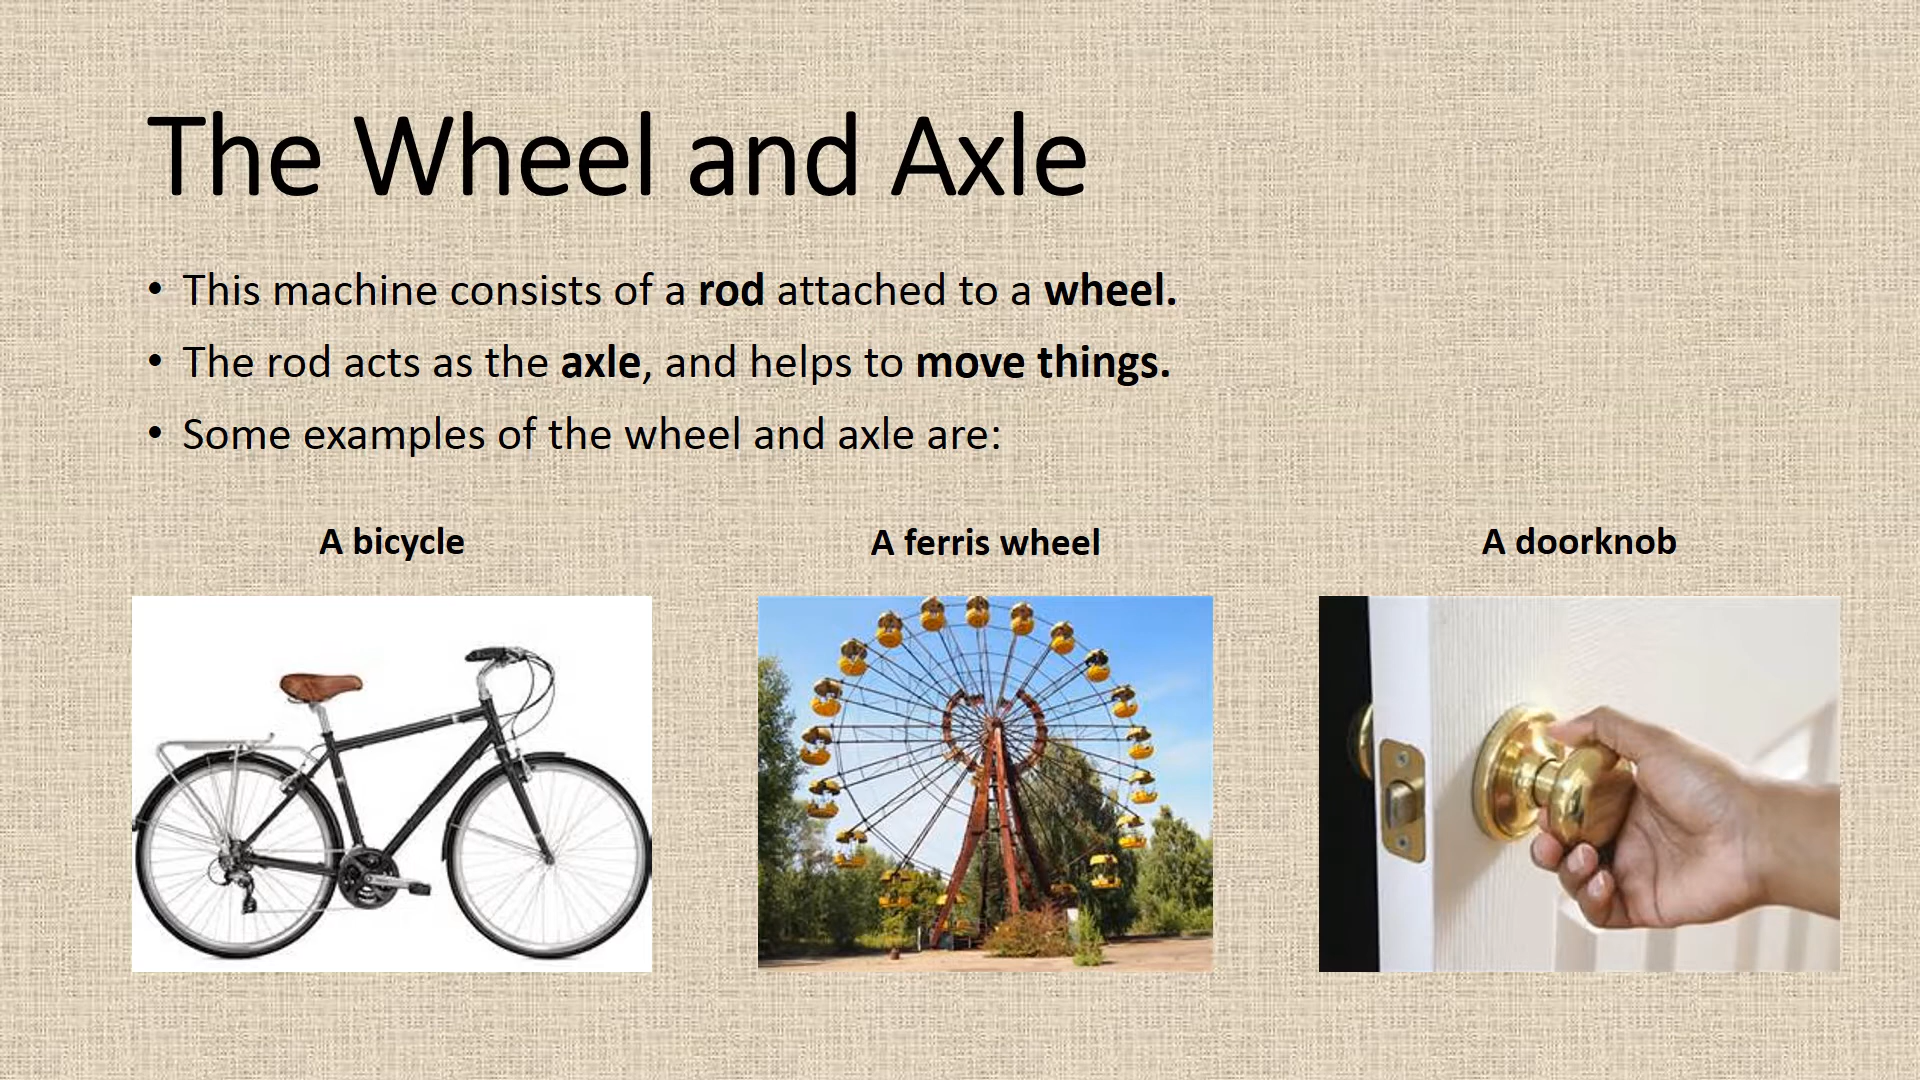 The Wheel and Axle
• This machine consists of a rod attached to a wheel.
• The rod acts as the axle, and helps to move things.
• Some examples of the wheel and axle are:
A bicycle
A ferris wheel
A doorknob